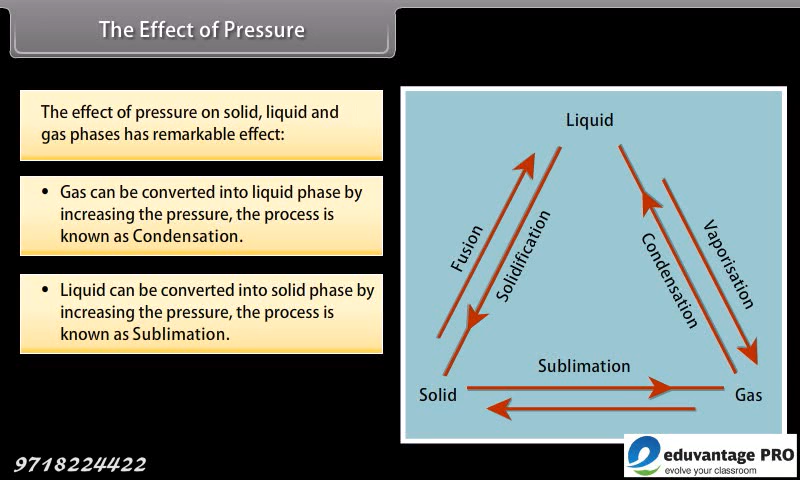 The Effect of Pressure
The effect of pressure on solid, liquid and
gas phases has remarkable effect:
• Gas can be converted into liquid phase by
increasing the pressure, the process is
known as Condensation.
• Liquid can be converted into solid phase by
increasing the pressure, the process is
known as Sublimation.
Liquid
Fusion
Solidification
Condensation
Vaporisation
Sublimation
Solid
Gas
9718224422
eduvantage PRO
evolve your classroom